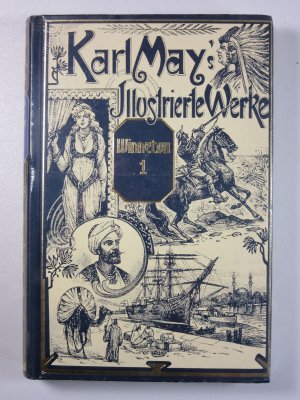 Karl May's
Illustrierte Werke
Winnetou
1